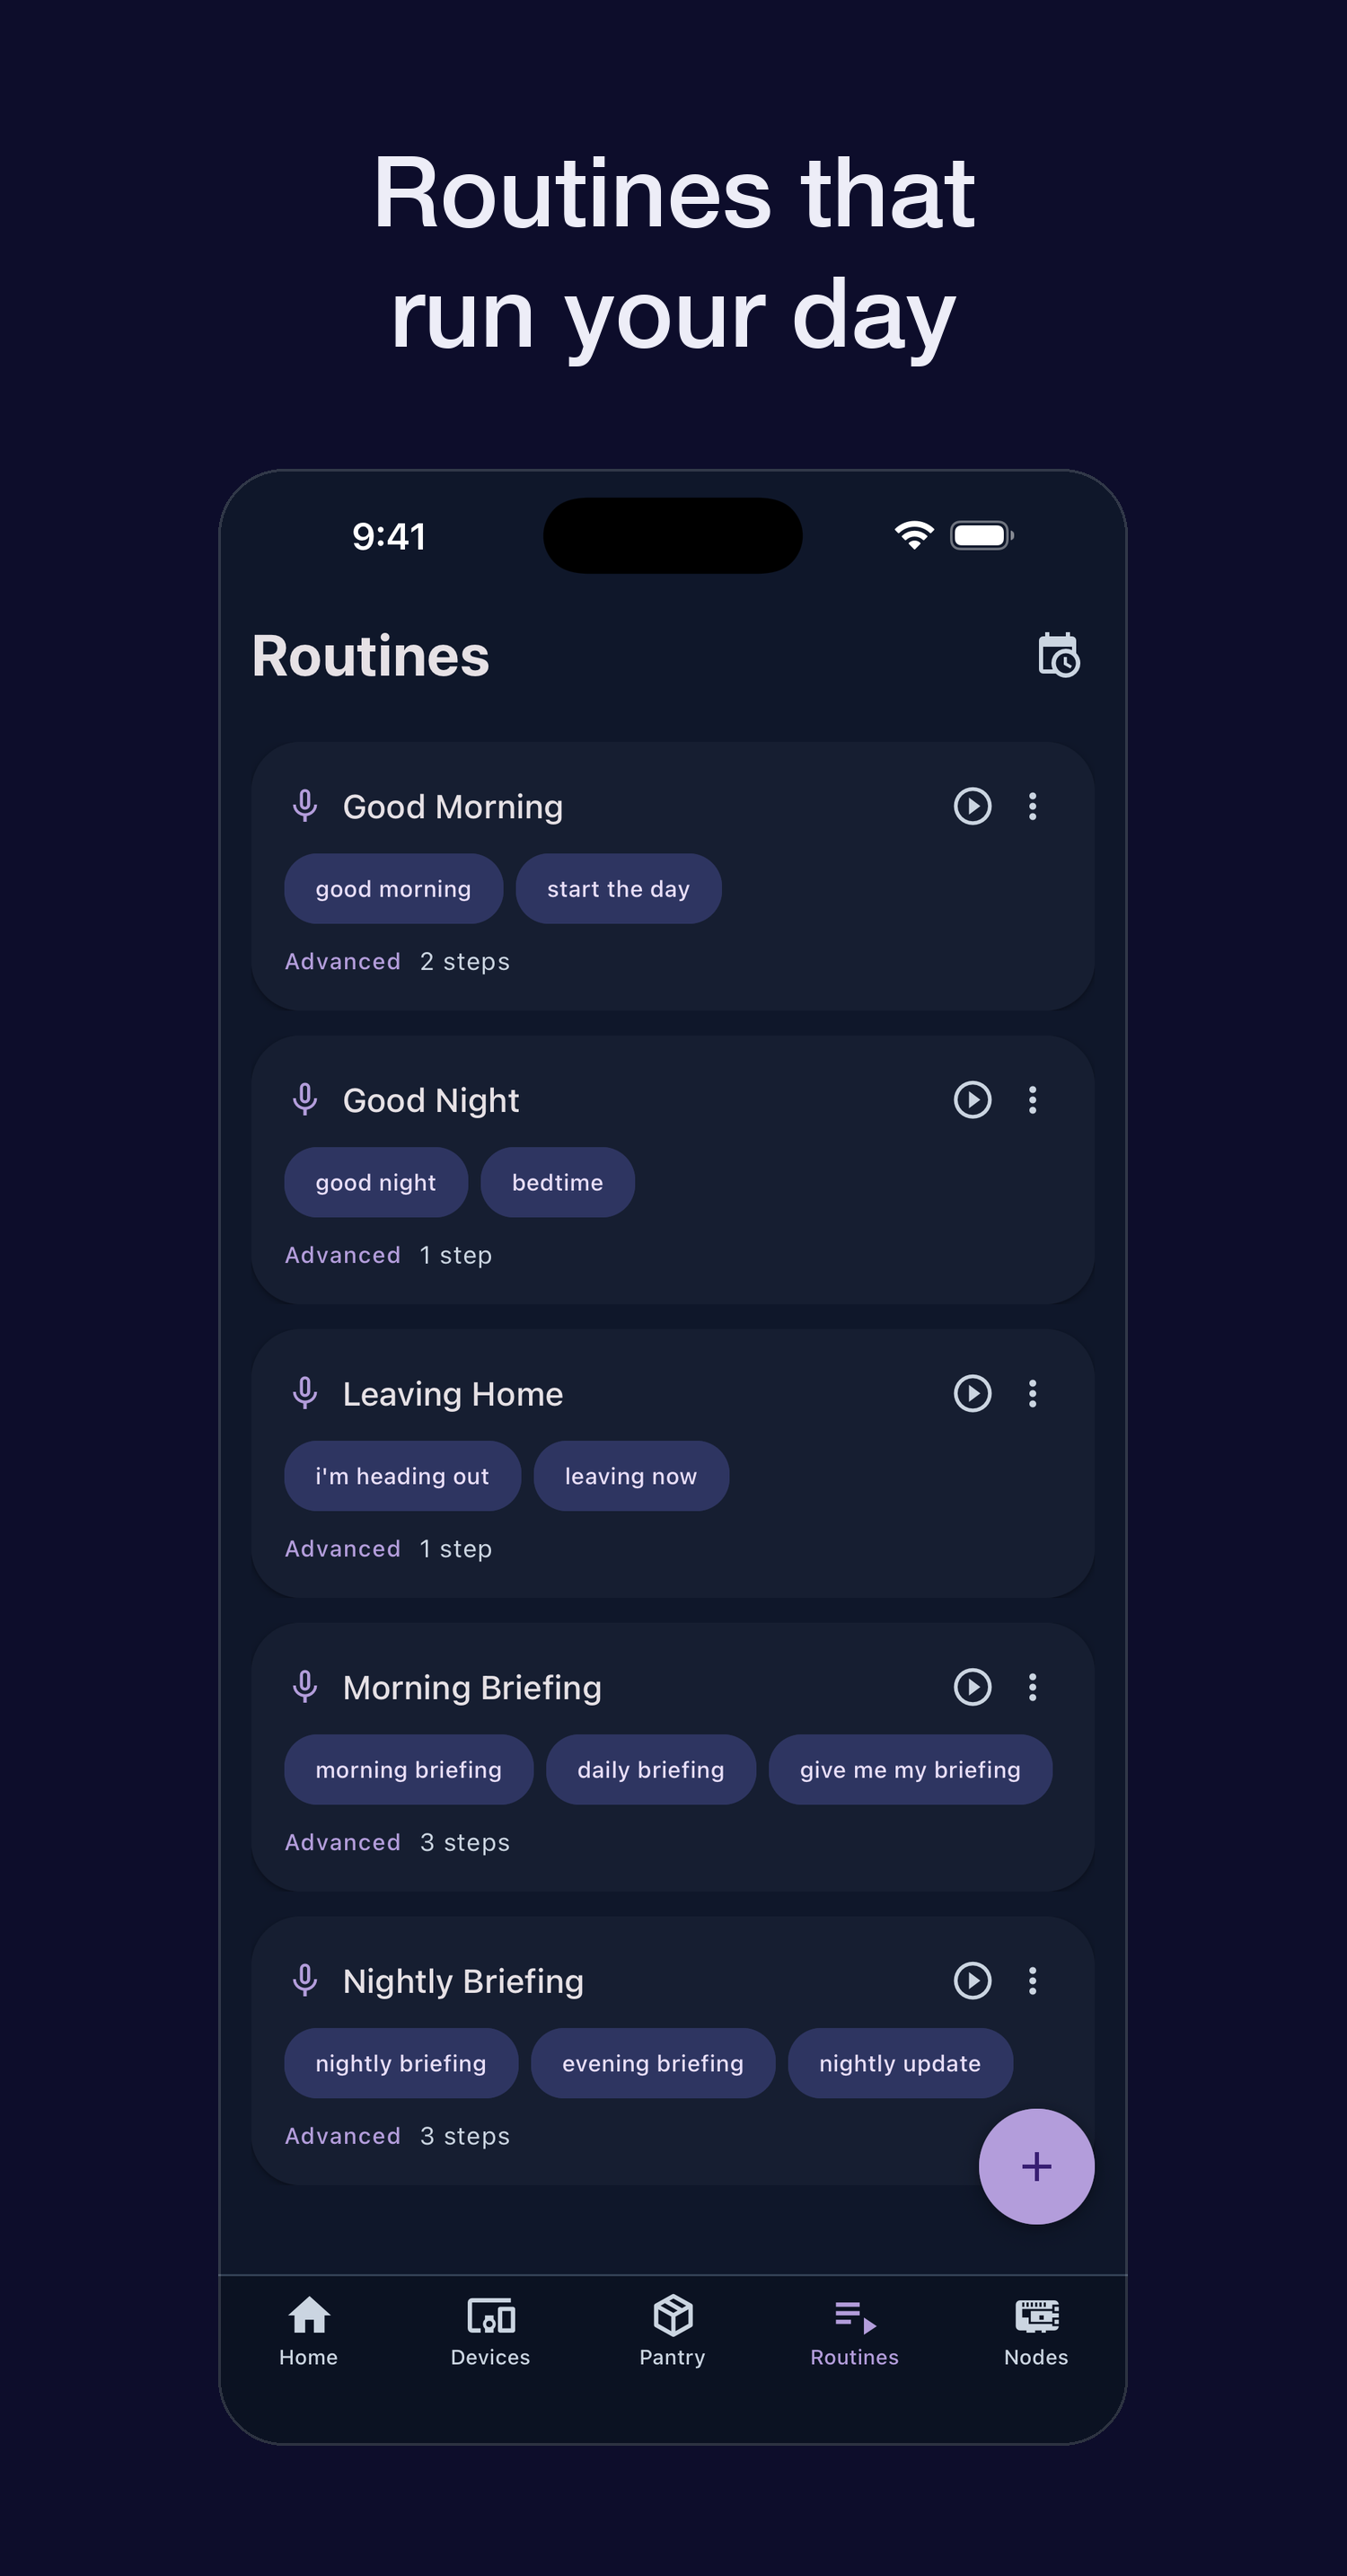 Routines that
run your day
9:41
Routines
Good Morning
good morning start the day
Advanced 2 steps
Good Night
good night bedtime
Advanced 1 step
Leaving Home
i'm heading out leaving now
Advanced 1 step
Morning Briefing
morning briefing daily briefing give me my briefing
Advanced 3 steps
Nightly Briefing
nightly briefing evening briefing nightly update
Advanced 3 steps
Home Devices Pantry Routines Nodes